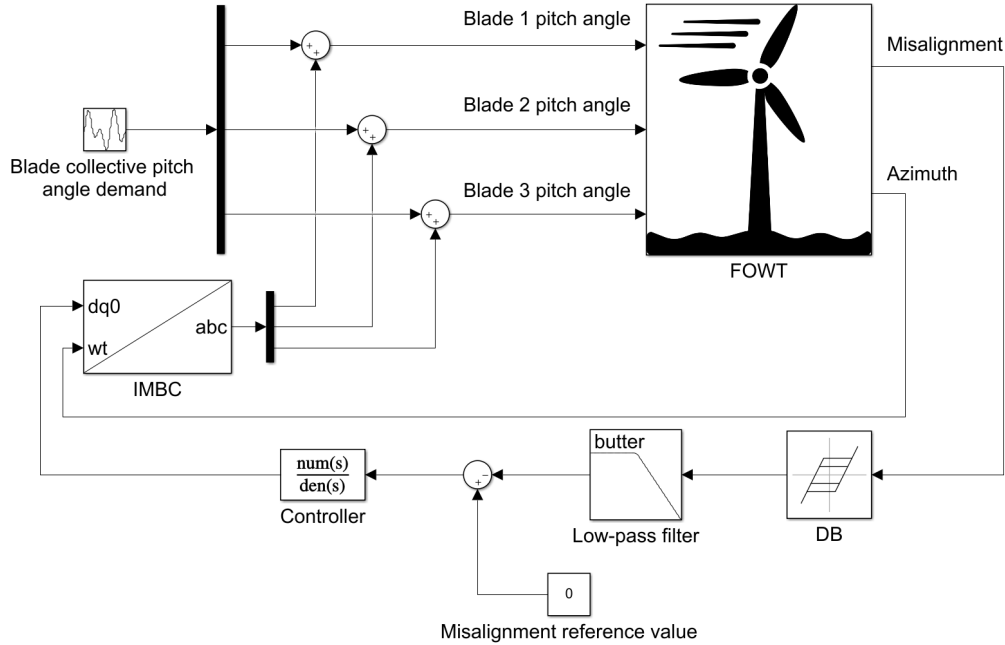 Blade 1 pitch angle
Misalignment
+
+
Blade 2 pitch angle
+
+
Blade collective pitch
angle demand
Azimuth
Blade 3 pitch angle
+
+
FOWT
dq0
abc
wt
IMBC
butter
num(s)
den(s)
−
+
Controller
Low-pass filter
DB
0
Misalignment reference value